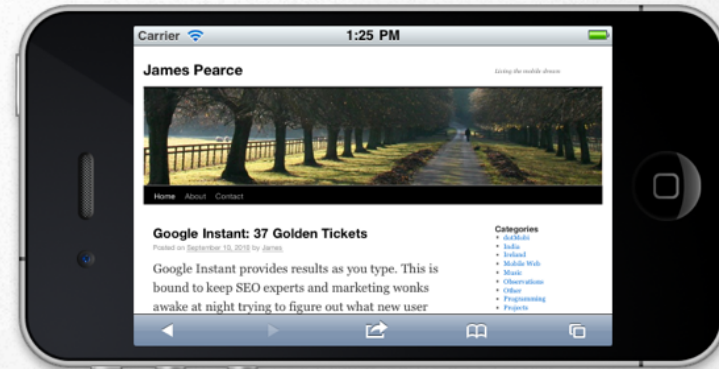 Carrier 1:25 PM
James Pearce
Living the mobile dream
Home About Contact
Google Instant: 37 Golden Tickets
Posted on September 10, 2010 by James
Google Instant provides results as you type. This is
bound to keep SEO experts and marketing wonks
awake at night trying to figure out what new user
Categories
dotMobi
India
Ireland
Mobile Web
Music
Observations
Other
Programming
Projects